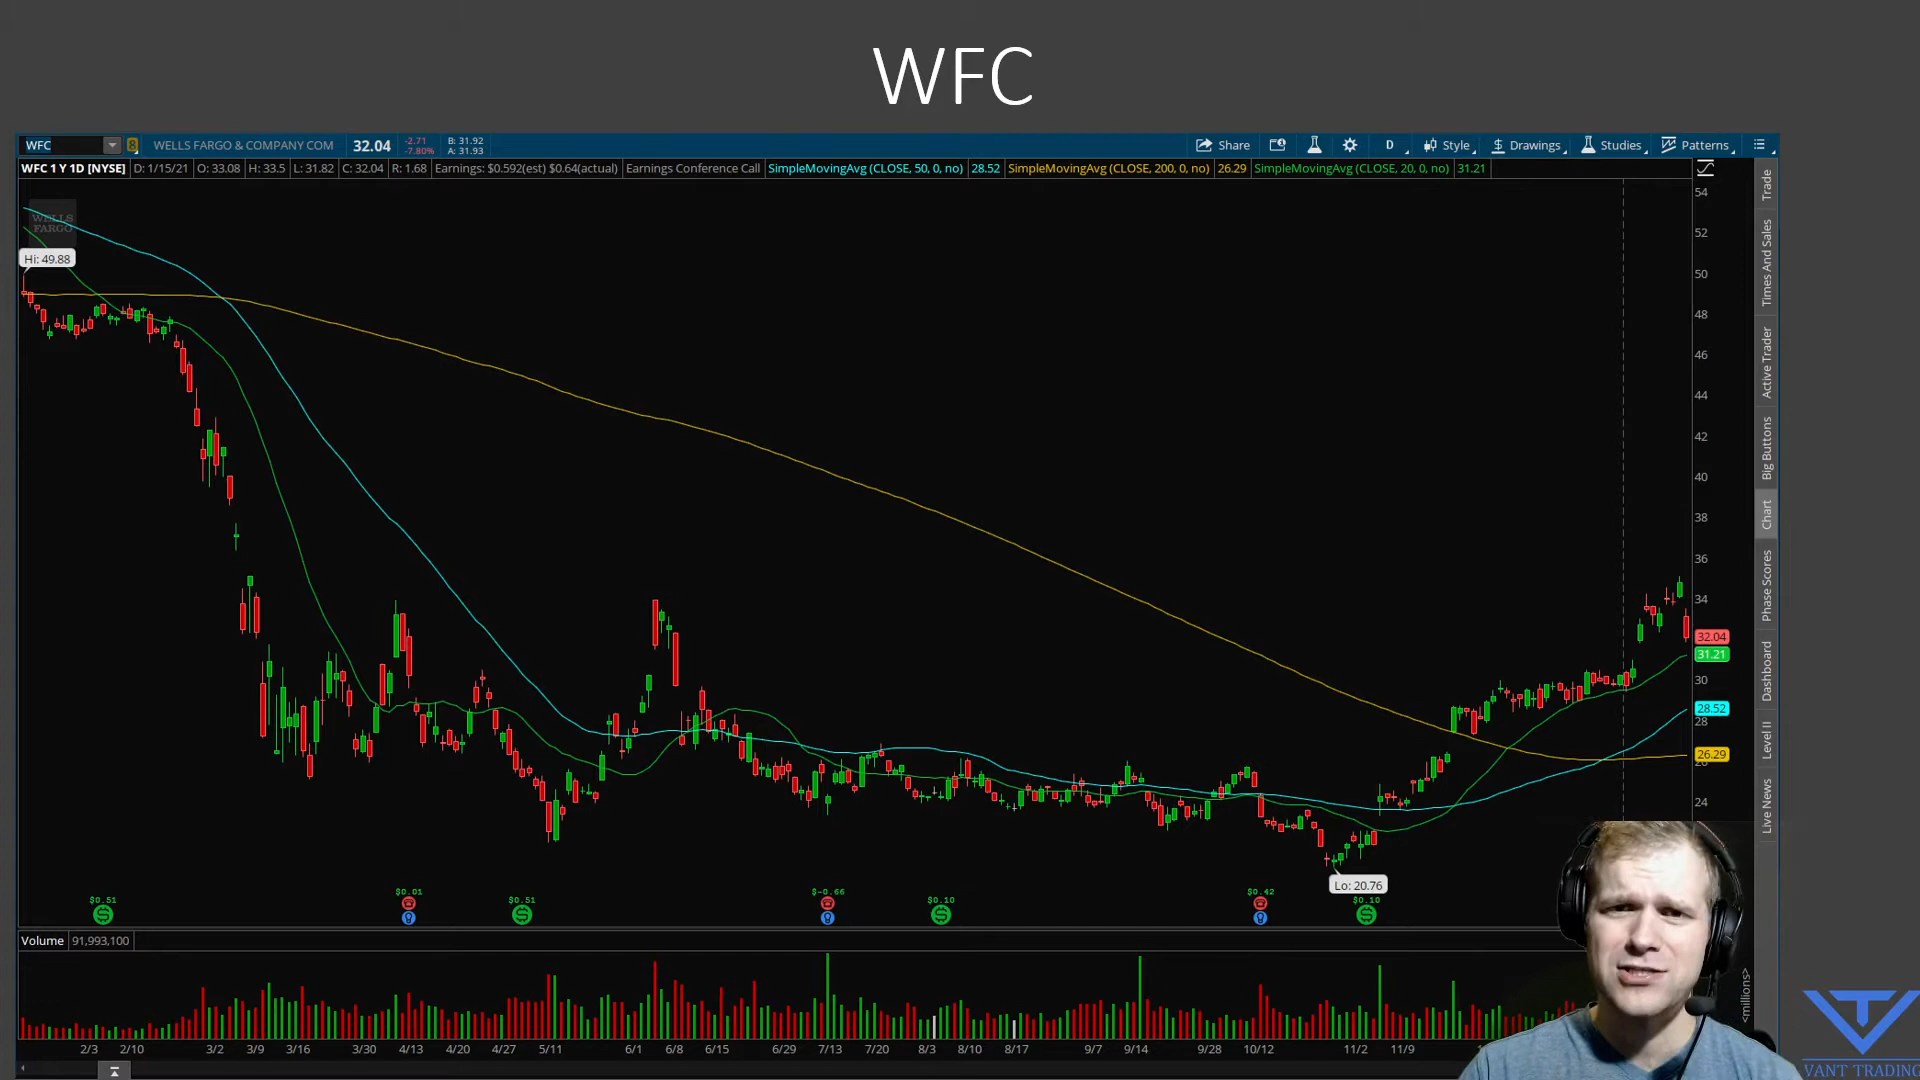 WFC
WFC
8
WELLS FARGO & COMPANY COM
32.04
-2.71
-7.80%
B: 31.92
A: 31.93
Share
D
Style
$ Drawings
Studies
Patterns
WFC 1 Y 1D [NYSE]
D: 1/15/21
O: 33.08
H: 33.5
L: 31.82
C: 32.04
R: 1.68
Earnings: $0.592(est) $0.64(actual)
Earnings Conference Call
SimpleMovingAvg (CLOSE, 50, 0, no)
28.52
SimpleMovingAvg (CLOSE, 200, 0, no)
26.29
SimpleMovingAvg (CLOSE, 20, 0, no)
31.21
WELLS
FARGO
Hi: 49.88
54
52
50
48
46
44
42
40
38
36
34
32.04
31.21
30
28.52
28
26.29
26
24
Trade
Times And Sales
Active Trader
Big Buttons
Chart
Phase Scores
Dashboard
Level II
Live News
Lo: 20.76
$0.51
$0.01
$0.51
$-0.66
$0.10
$0.42
$0.10
Volume
91,993,100
<millions>
2/3
2/10
3/2
3/9
3/16
3/30
4/13
4/20
4/27
5/11
6/1
6/8
6/15
6/29
7/13
7/20
8/3
8/10
8/17
9/7
9/14
9/28
10/12
11/2
11/9
VANT TRADING